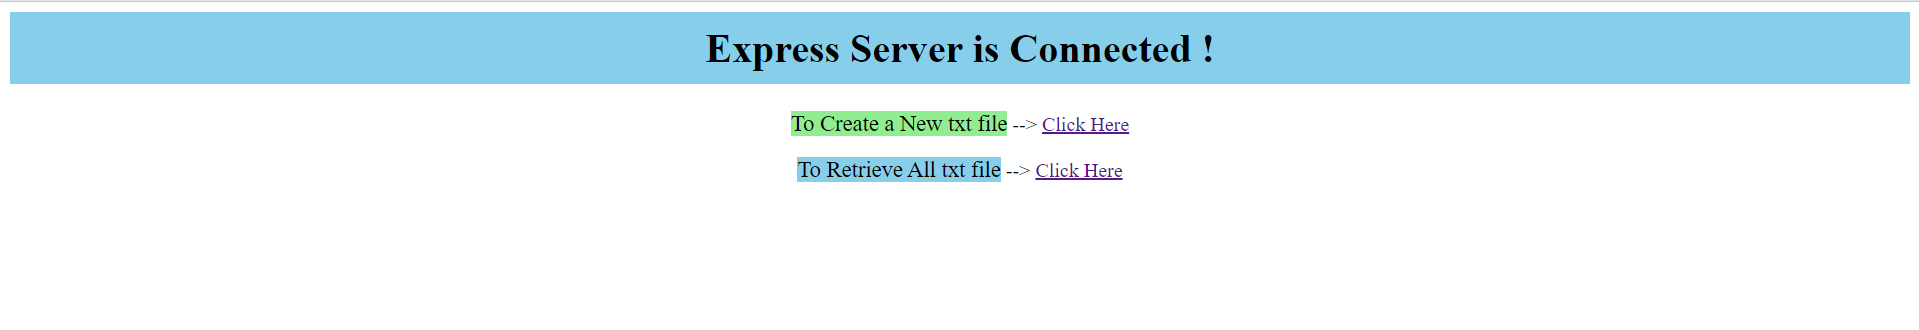 Express Server is Connected !
To Create a New txt file --> Click Here
To Retrieve All txt file --> Click Here